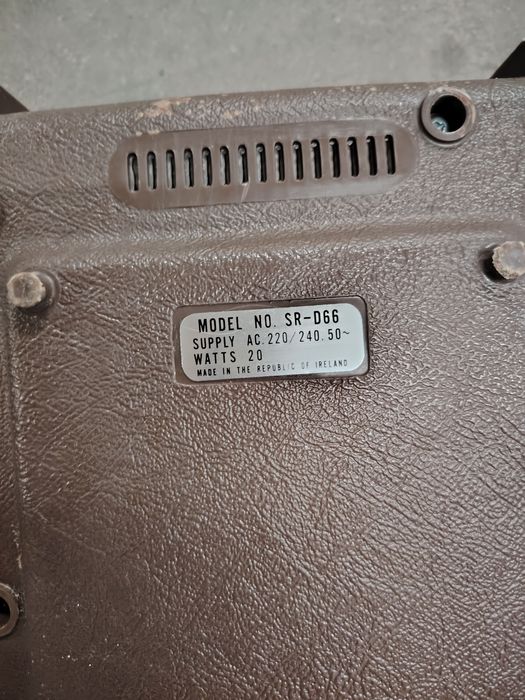 MODEL NO. SR-D66
SUPPLY AC.220/240.50~
WATTS 20
MADE IN THE REPUBLIC OF IRELAND